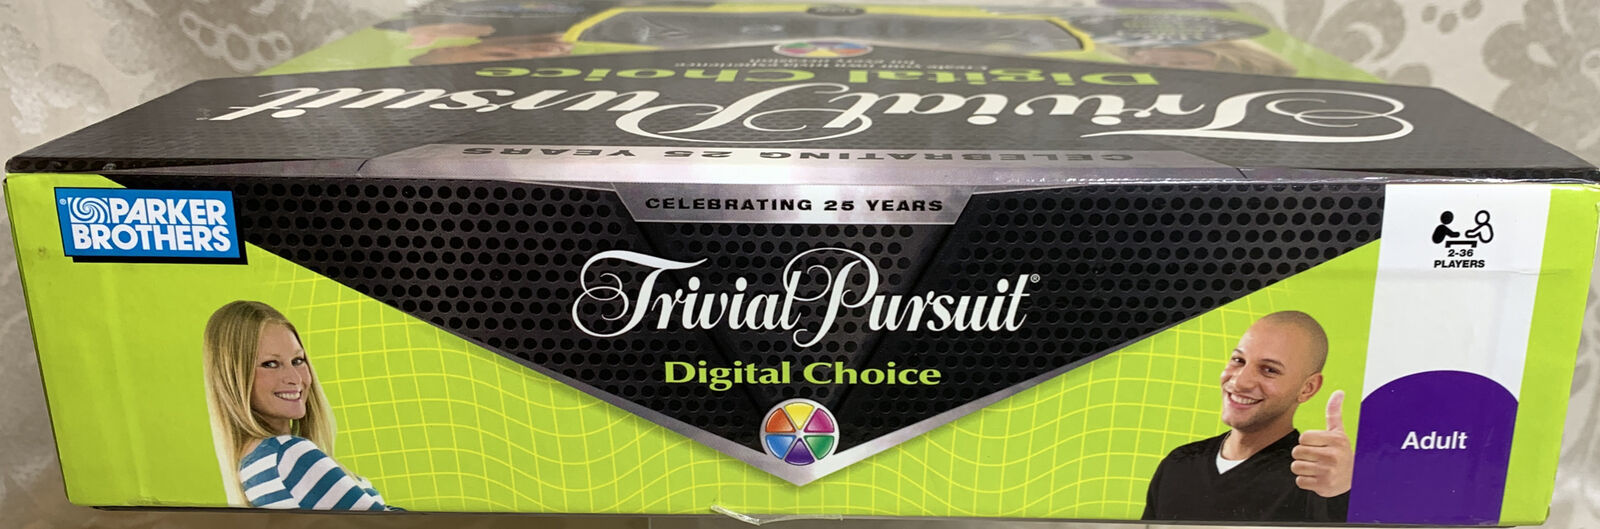 Digital Choice
Trivial Pursuit
CELEBRATING 25 YEARS
PARKER
BROTHERS
CELEBRATING 25 YEARS
Trivial Pursuit®
Digital Choice
2-36
PLAYERS
Adult